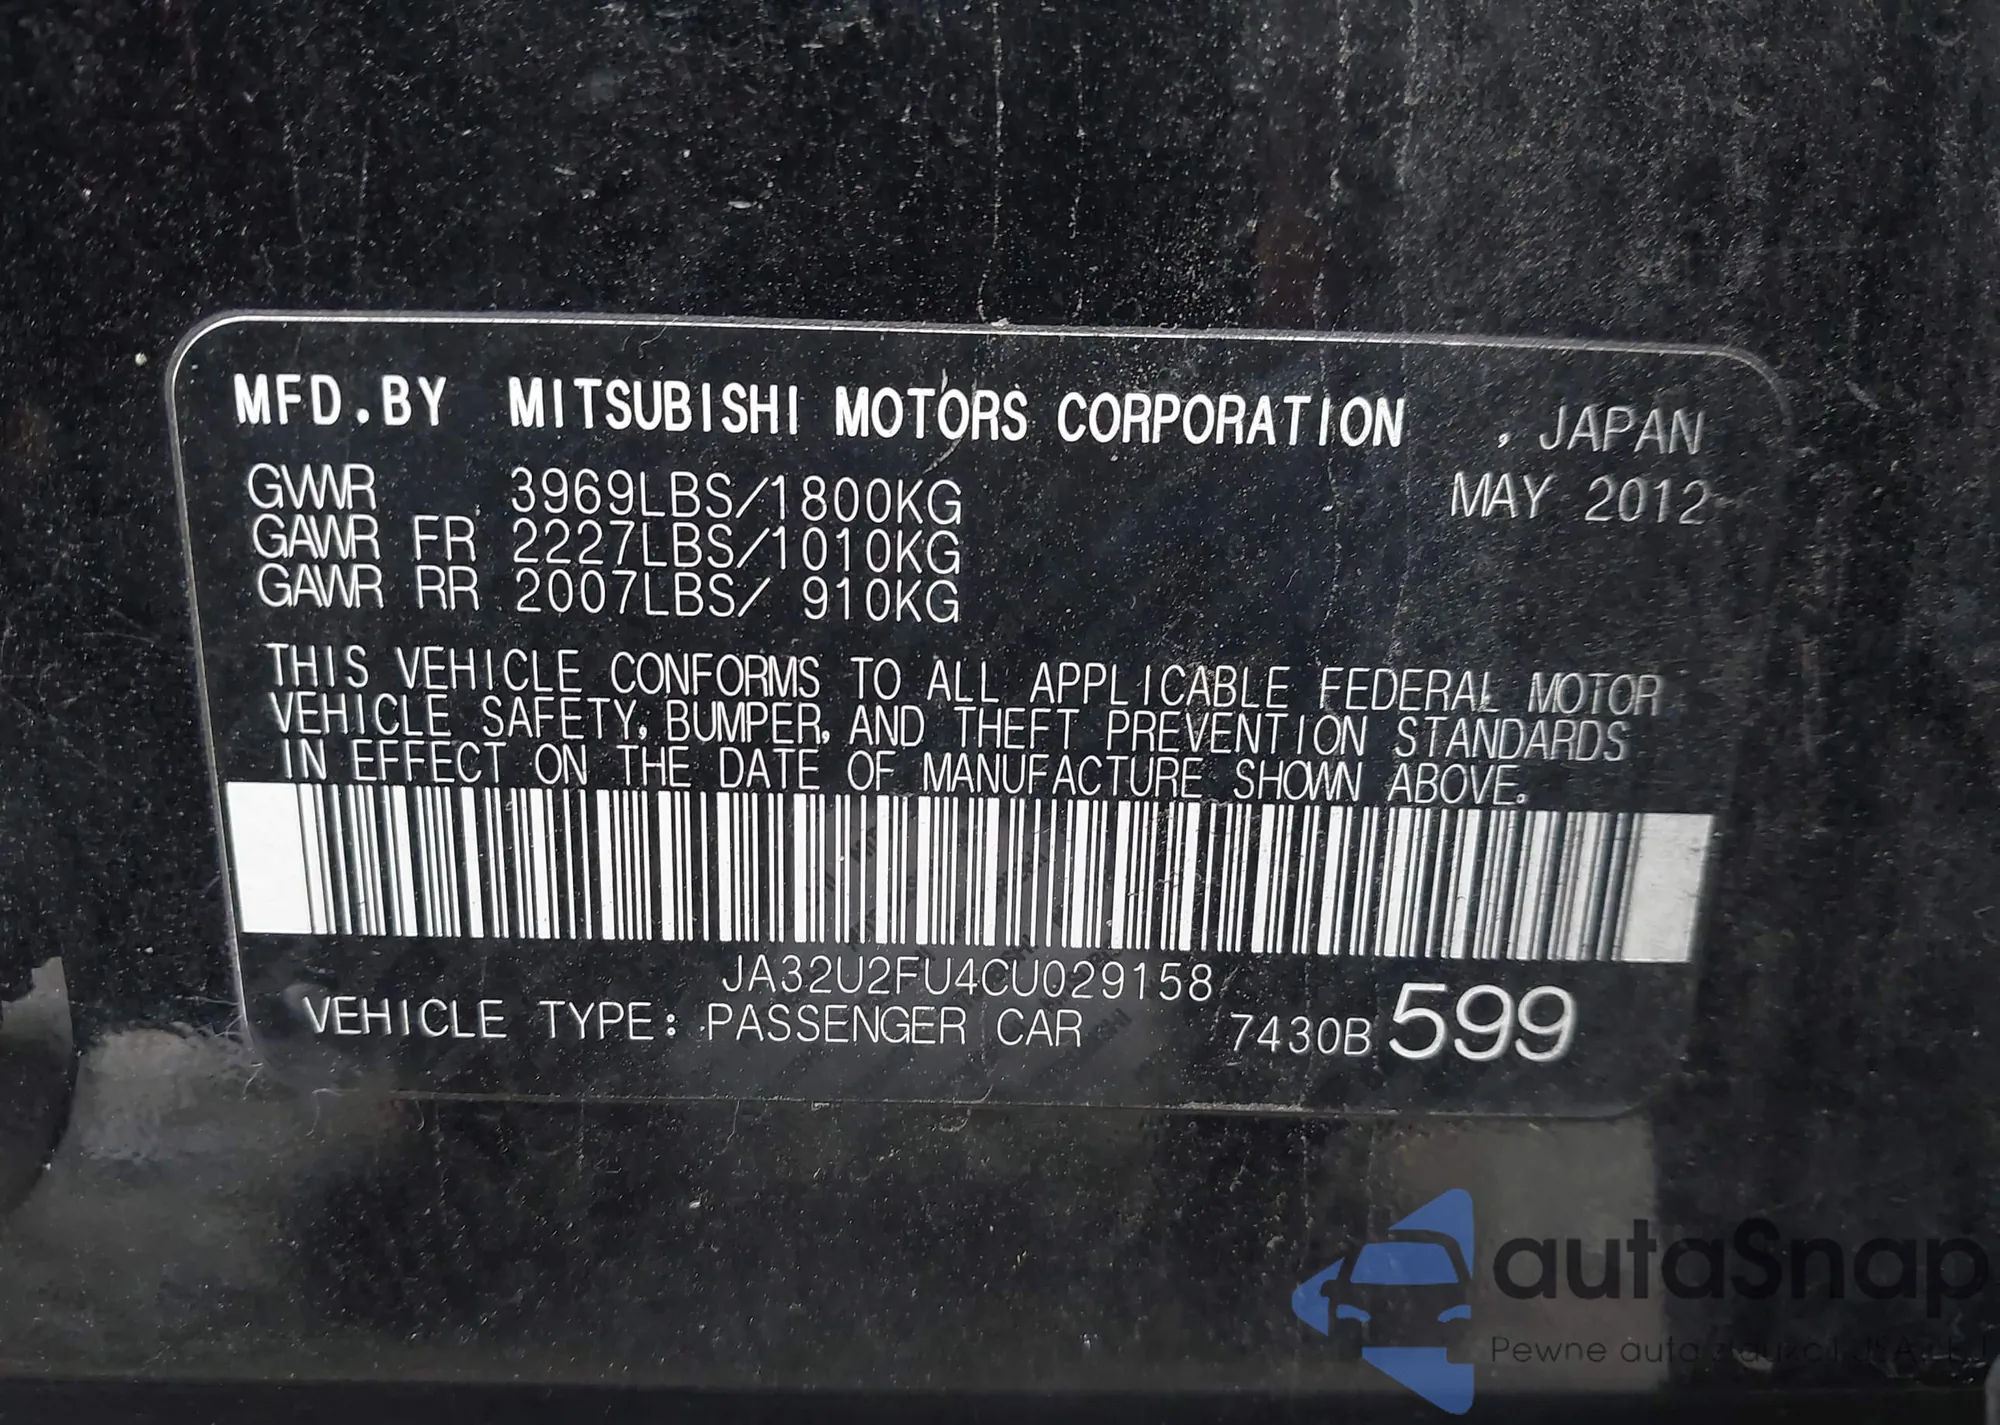 MFD.BY MITSUBISHI MOTORS CORPORATION , JAPAN
GVWR 3969LBS/1800KG MAY 2012
GAWR FR 2227LBS/1010KG
GAWR RR 2007LBS/ 910KG
THIS VEHICLE CONFORMS TO ALL APPLICABLE FEDERAL MOTOR
VEHICLE SAFETY, BUMPER, AND THEFT PREVENTION STANDARDS
IN EFFECT ON THE DATE OF MANUFACTURE SHOWN ABOVE.
JA32U2FU4CU029158
VEHICLE TYPE: PASSENGER CAR 7430B 599
autaSnap
Pewne auta z